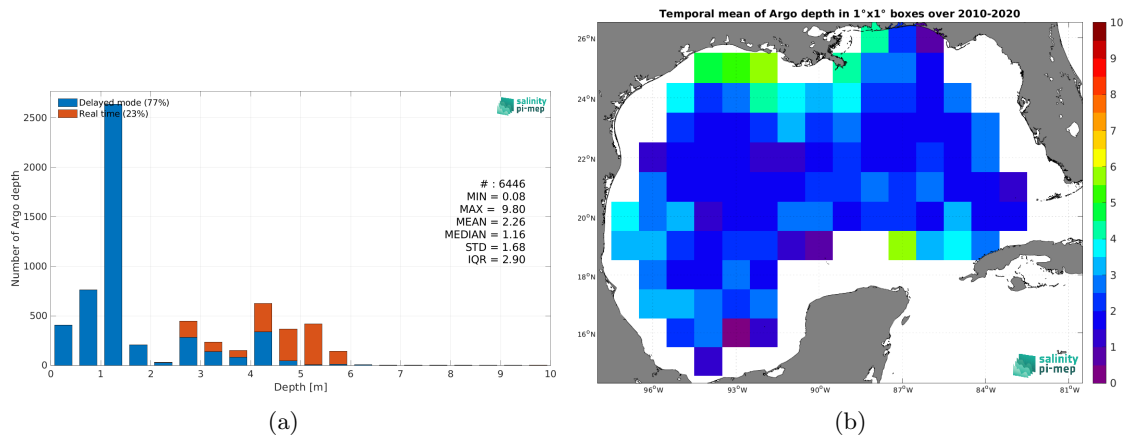 Delayed mode (77%)
Real time (23%)
salinity
pi-mep
# : 6446
MIN = 0.08
MAX = 9.80
MEAN = 2.26
MEDIAN = 1.16
STD = 1.68
IQR = 2.90
Number of Argo depth
2500
2000
1500
1000
500
0
0 1 2 3 4 5 6 7 8 9 10
Depth [m]
(a)
Temporal mean of Argo depth in 1°x1° boxes over 2010-2020
26°N
24°N
22°N
20°N
18°N
16°N
96°W 93°W 90°W 87°W 84°W 81°W
salinity
pi-mep
10
9
8
7
6
5
4
3
2
1
0
(b)